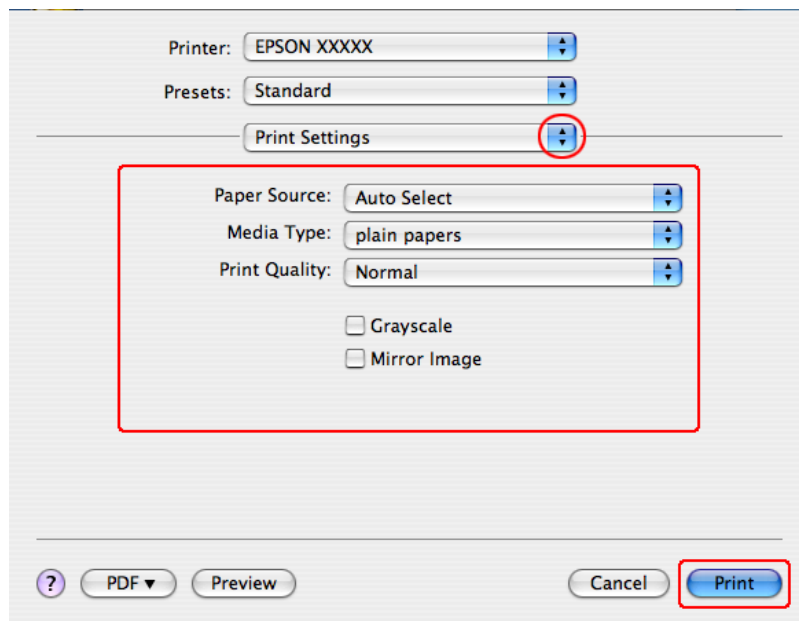 Printer: EPSON XXXXX
Presets: Standard
Print Settings
Paper Source: Auto Select
Media Type: plain papers
Print Quality: Normal
Grayscale
Mirror Image
? PDF ▼ Preview Cancel Print